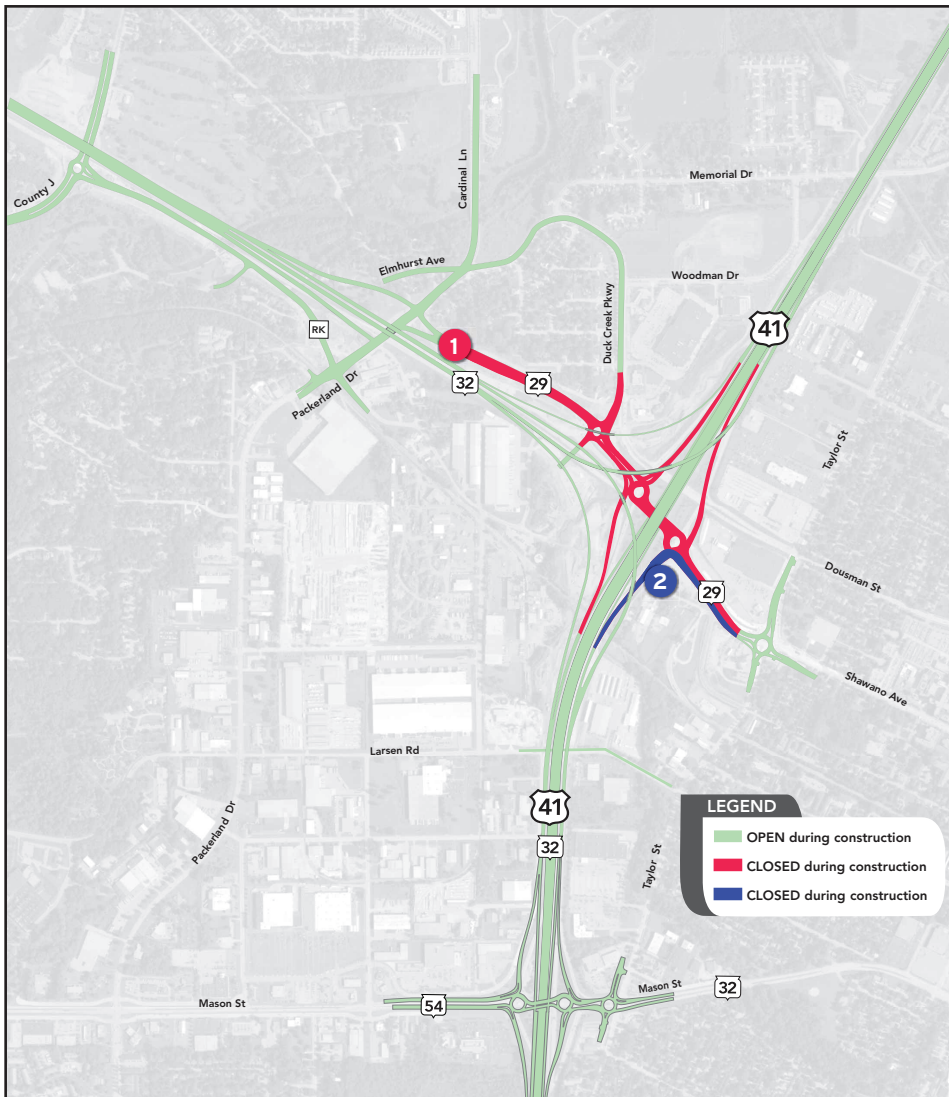 Memorial Dr
Cardinal Ln
County J
Elmhurst Ave
Woodman Dr
41
Duck Creek Pkwy
RK
1
32
29
Packerland Dr
Taylor St
Dousman St
2
29
Shawano Ave
Larsen Rd
41
32
Packerland Dr
Taylor St
LEGEND
OPEN during construction
CLOSED during construction
CLOSED during construction
Mason St
54
Mason St
32